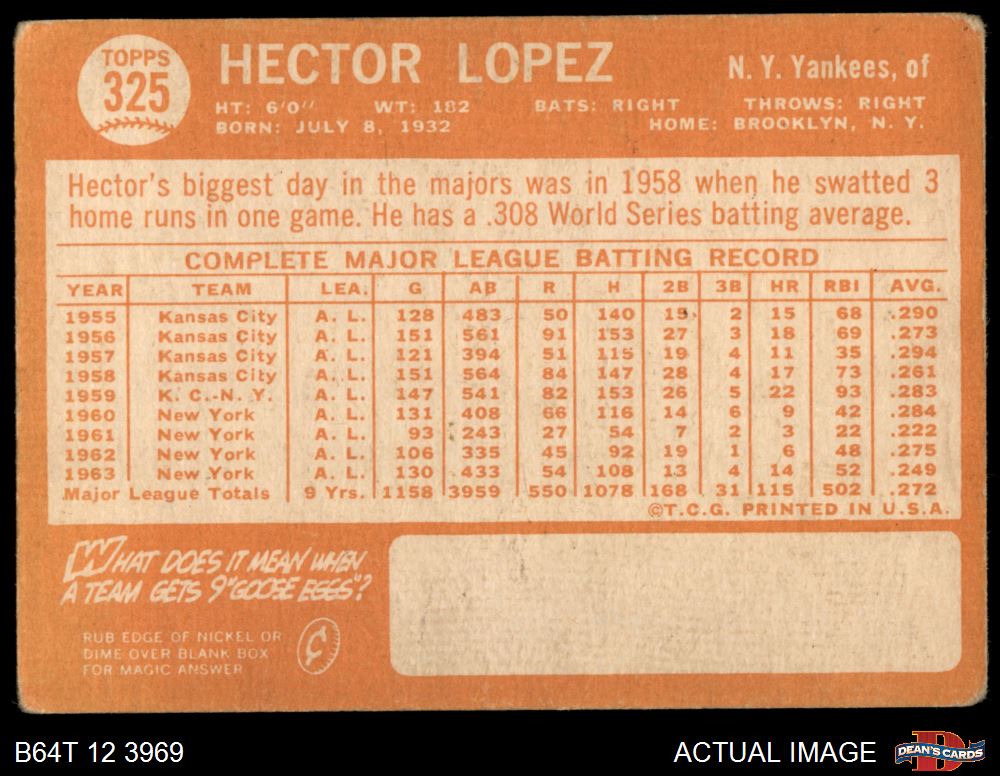 TOPPS
325
HECTOR LOPEZ
N. Y. Yankees, of
HT: 6'0" WT: 182 BATS: RIGHT THROWS: RIGHT
BORN: JULY 8, 1932 HOME: BROOKLYN, N. Y.
Hector's biggest day in the majors was in 1958 when he swatted 3
home runs in one game. He has a .308 World Series batting average.
COMPLETE MAJOR LEAGUE BATTING RECORD
YEAR TEAM LEA. G AB R H 2B 3B HR RBI AVG.
1955 Kansas City A. L. 128 483 50 140 15 2 15 68 .290
1956 Kansas City A. L. 151 561 91 153 27 3 18 69 .273
1957 Kansas City A. L. 121 394 51 115 19 4 11 35 .294
1958 Kansas City A. L. 151 564 84 147 28 4 17 73 .261
1959 K. C.-N. Y. A. L. 147 541 82 153 26 5 22 93 .283
1960 New York A. L. 131 408 66 116 14 6 9 42 .284
1961 New York A. L. 93 243 27 54 7 2 3 22 .222
1962 New York A. L. 106 335 45 92 19 1 6 48 .275
1963 New York A. L. 130 433 54 108 13 4 14 52 .249
Major League Totals 9 Yrs. 1158 3959 550 1078 168 31 115 502 .272
©T.C.G. PRINTED IN U.S.A.
WHAT DOES IT MEAN WHEN
A TEAM GETS 9 "GOOSE EGGS"?
RUB EDGE OF NICKEL OR
DIME OVER BLANK BOX
FOR MAGIC ANSWER
¢
B64T 12 3969
ACTUAL IMAGE
D
DEAN'S CARDS